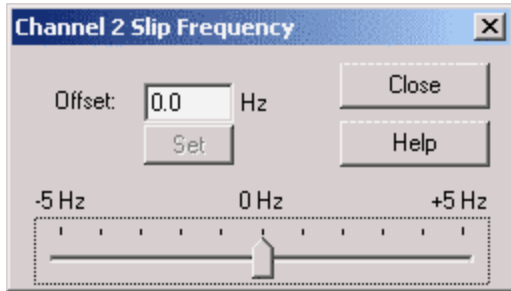 Channel 2 Slip Frequency
Offset: 0.0 Hz
Close
Set
Help
-5 Hz 0 Hz +5 Hz